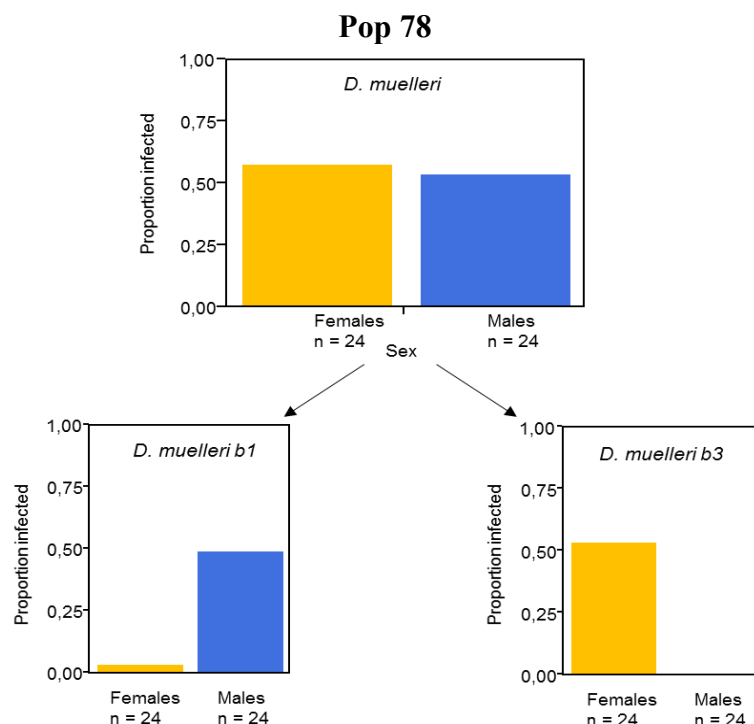 Pop 78
D. muelleri
Proportion infected
1,00
0,75
0,50
0,25
0,00
Females Males
n = 24 n = 24
Sex
D. muelleri b1
Proportion infected
1,00
0,75
0,50
0,25
0,00
Females Males
n = 24 n = 24
D. muelleri b3
Proportion infected
1,00
0,75
0,50
0,25
0,00
Females Males
n = 24 n = 24